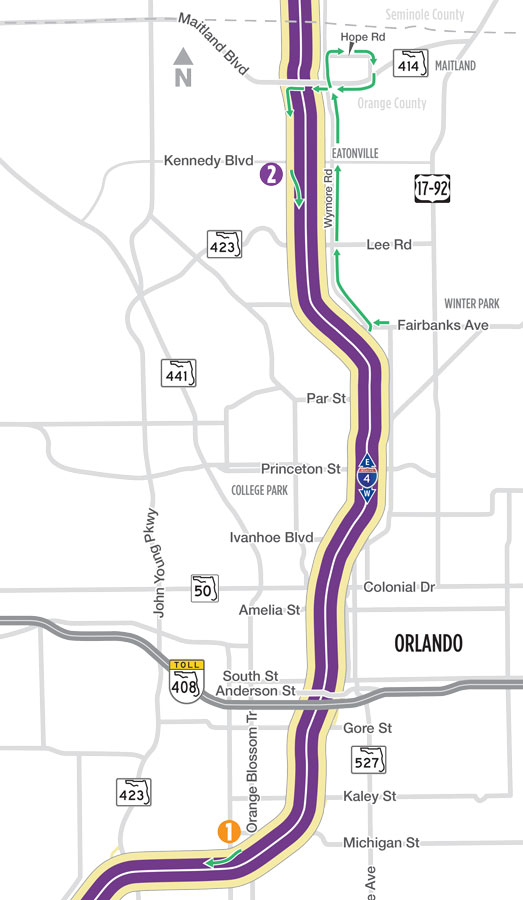 Seminole County
Maitland Blvd
Hope Rd
414
MAITLAND
N
Orange County
EATONVILLE
Kennedy Blvd
2
17-92
Wymore Rd
423
Lee Rd
WINTER PARK
Fairbanks Ave
441
Par St
E
4
W
Princeton St
COLLEGE PARK
Ivanhoe Blvd
John Young Pkwy
50
Colonial Dr
Amelia St
ORLANDO
TOLL
408
South St
Anderson St
Orange Blossom Tr
Gore St
527
423
Kaley St
1
Michigan St
e Ave